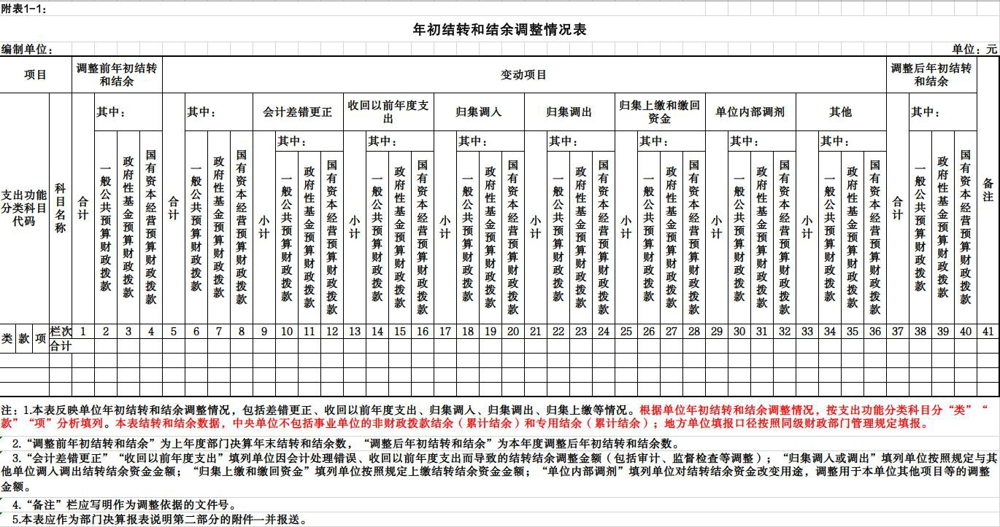 附表1-1:
年初结转和结余调整情况表
编制单位： 单位：元
项目 调整前年初结转和结余 变动项目 调整后年初结转和结余 备注
支出功能分类科目代码 科目名称 合计 其中： 合计 其中： 会计差错更正 收回以前年度支出 归集调入 归集调出 归集上缴和缴回资金 单位内部调剂 其他 合计 其中：
一般公共预算财政拨款 政府性基金预算财政拨款 国有资本经营预算财政拨款 一般公共预算财政拨款 政府性基金预算财政拨款 国有资本经营预算财政拨款 小计 其中： 小计 其中： 小计 其中： 小计 其中： 小计 其中： 小计 其中： 小计 其中： 一般公共预算财政拨款 政府性基金预算财政拨款 国有资本经营预算财政拨款
一般公共预算财政拨款 政府性基金预算财政拨款 国有资本经营预算财政拨款 一般公共预算财政拨款 政府性基金预算财政拨款 国有资本经营预算财政拨款 一般公共预算财政拨款 政府性基金预算财政拨款 国有资本经营预算财政拨款 一般公共预算财政拨款 政府性基金预算财政拨款 国有资本经营预算财政拨款 一般公共预算财政拨款 政府性基金预算财政拨款 国有资本经营预算财政拨款 一般公共预算财政拨款 政府性基金预算财政拨款 国有资本经营预算财政拨款 一般公共预算财政拨款 政府性基金预算财政拨款 国有资本经营预算财政拨款
类 款 项 栏次 1 2 3 4 5 6 7 8 9 10 11 12 13 14 15 16 17 18 19 20 21 22 23 24 25 26 27 28 29 30 31 32 33 34 35 36 37 38 39 40 41
合计
注：1.本表反映单位年初结转和结余调整情况，包括差错更正、收回以前年度支出、归集调入、归集调出、归集上缴等情况。根据单位年初结转和结余调整情况，按支出功能分类科目分“类”“
款”“项”分析填列。本表结转和结余数据，中央单位不包括事业单位的非财政拨款结余（累计结余）和专用结余（累计结余）；地方单位填报口径按照同级财政部门管理规定填报。
2.“调整前年初结转和结余”为上年度部门决算年末结转和结余数，“调整后年初结转和结余”为本年度调整后年初结转和结余数。
3.“会计差错更正”“收回以前年度支出”填列单位因会计处理错误、收回以前年度支出而导致的结转结余调整金额（包括审计、监督检查等调整）；“归集调入或调出”填列单位按照规定与其
他单位调入调出结转结余资金金额；“归集上缴和缴回资金”填列单位按照规定上缴结转结余资金金额；“单位内部调剂”填列单位对结转结余资金改变用途，调整用于本单位其他项目等的调整
金额。
4.“备注”栏应写明作为调整依据的文件号。
5.本表应作为部门决算报表说明第二部分的附件一并报送。